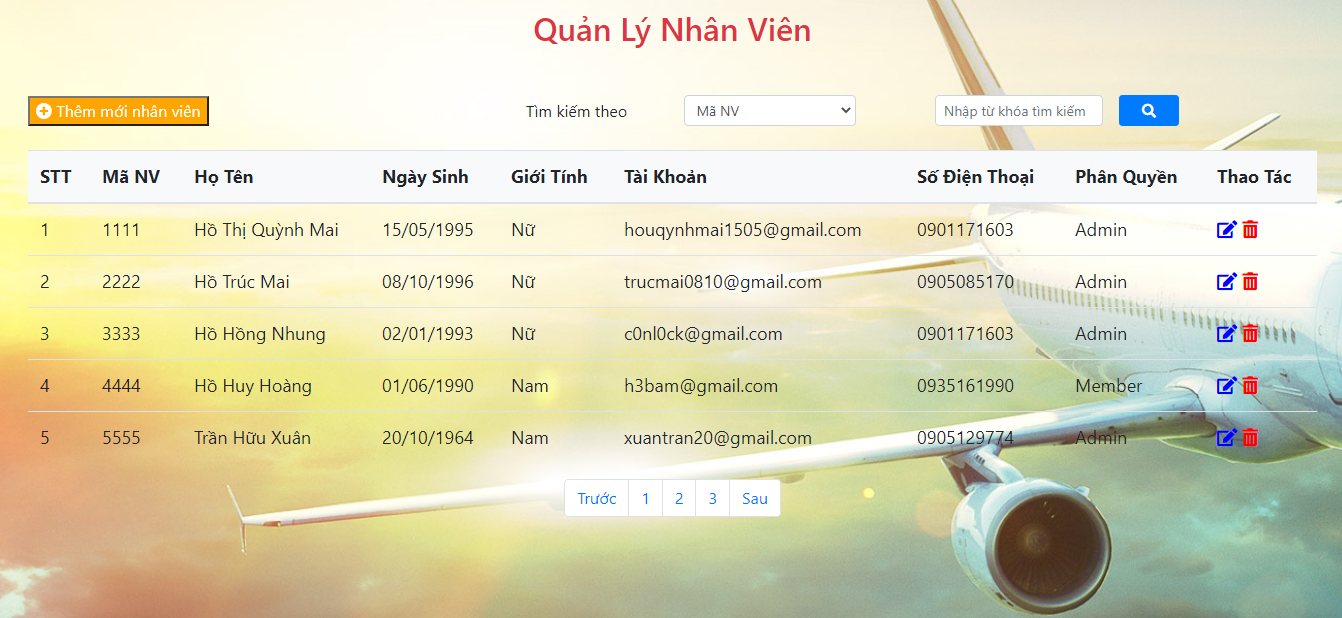 Quản Lý Nhân Viên
Thêm mới nhân viên Tìm kiếm theo Mã NV Nhập từ khóa tìm kiếm
STT Mã NV Họ Tên Ngày Sinh Giới Tính Tài Khoản Số Điện Thoại Phân Quyền Thao Tác
1 1111 Hồ Thị Quỳnh Mai 15/05/1995 Nữ houqynhmai1505@gmail.com 0901171603 Admin
2 2222 Hồ Trúc Mai 08/10/1996 Nữ trucmai0810@gmail.com 0905085170 Admin
3 3333 Hồ Hồng Nhung 02/01/1993 Nữ c0nl0ck@gmail.com 0901171603 Admin
4 4444 Hồ Huy Hoàng 01/06/1990 Nam h3bam@gmail.com 0935161990 Member
5 5555 Trần Hữu Xuân 20/10/1964 Nam xuantran20@gmail.com 0905129774 Admin
Trước 1 2 3 Sau